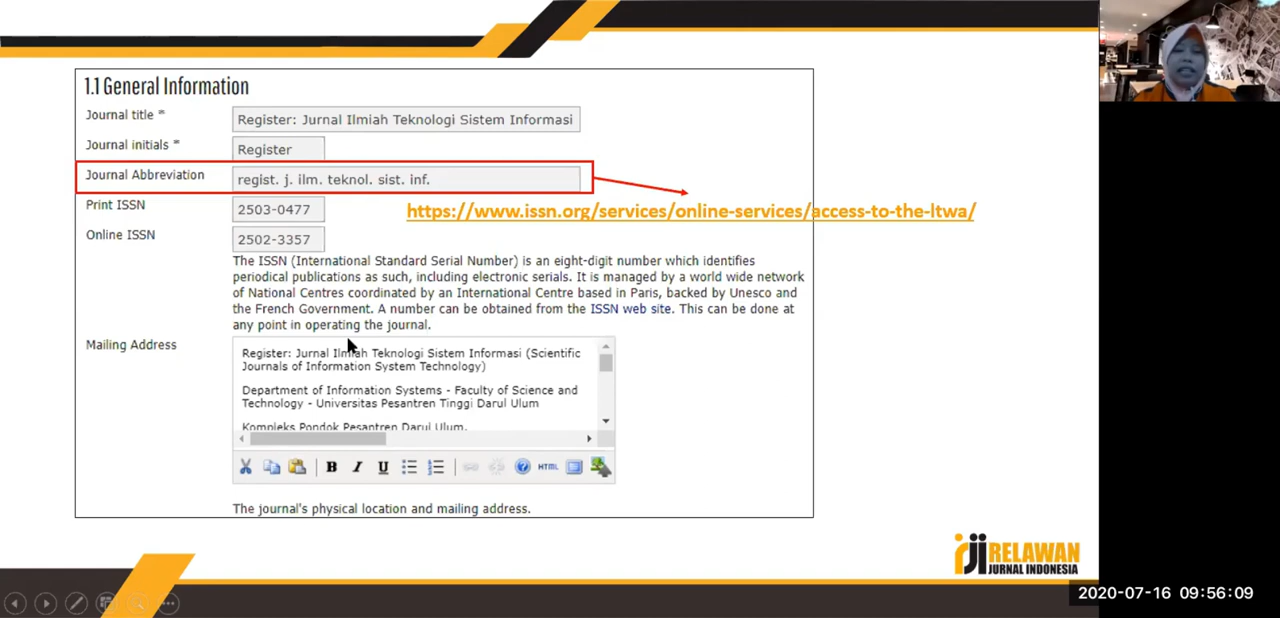 1.1 General Information
Journal title *
Register: Jurnal Ilmiah Teknologi Sistem Informasi
Journal initials *
Register
Journal Abbreviation
regist. j. ilm. teknol. sist. inf.
Print ISSN
2503-0477
https://www.issn.org/services/online-services/access-to-the-ltwa/
Online ISSN
2502-3357
The ISSN (International Standard Serial Number) is an eight-digit number which identifies
periodical publications as such, including electronic serials. It is managed by a world wide network
of National Centres coordinated by an International Centre based in Paris, backed by Unesco and
the French Government. A number can be obtained from the ISSN web site. This can be done at
any point in operating the journal.
Mailing Address
Register: Jurnal Ilmiah Teknologi Sistem Informasi (Scientific
Journals of Information System Technology)
Department of Information Systems - Faculty of Science and
Technology - Universitas Pesantren Tinggi Darul Ulum
Kompleks Pondok Pesantren Darul Ulum,
B I U HTML
The journal's physical location and mailing address.
rji RELAWAN
JURNAL INDONESIA
2020-07-16 09:56:09